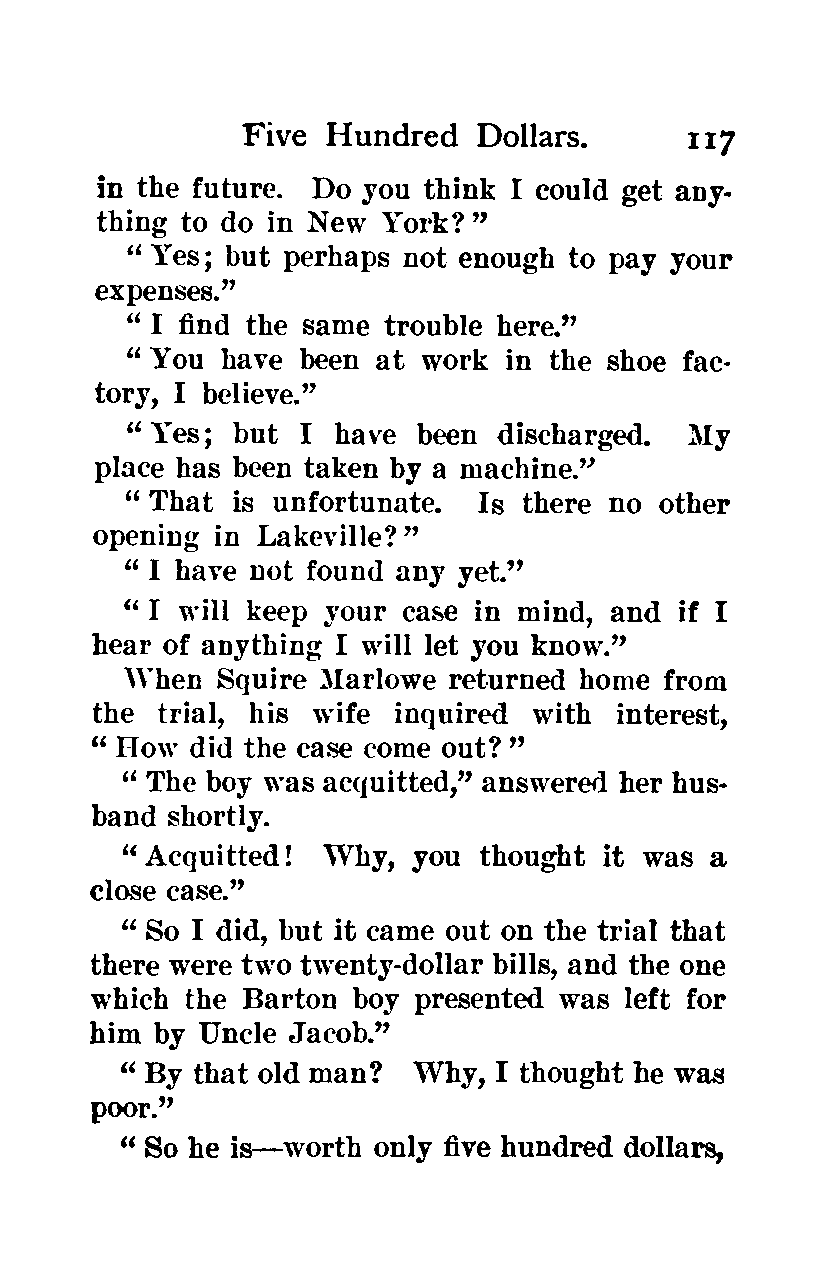 Five Hundred Dollars. 117
in the future. Do you think I could get any-
thing to do in New York?"
"Yes; but perhaps not enough to pay your
expenses."
"I find the same trouble here."
"You have been at work in the shoe fac-
tory, I believe."
"Yes; but I have been discharged. My
place has been taken by a machine."
"That is unfortunate. Is there no other
opening in Lakeville?"
"I have not found any yet."
"I will keep your case in mind, and if I
hear of anything I will let you know."
When Squire Marlowe returned home from
the trial, his wife inquired with interest,
"How did the case come out?"
"The boy was acquitted," answered her hus-
band shortly.
"Acquitted! Why, you thought it was a
close case."
"So I did, but it came out on the trial that
there were two twenty-dollar bills, and the one
which the Barton boy presented was left for
him by Uncle Jacob."
"By that old man? Why, I thought he was
poor."
"So he is—worth only five hundred dollars,